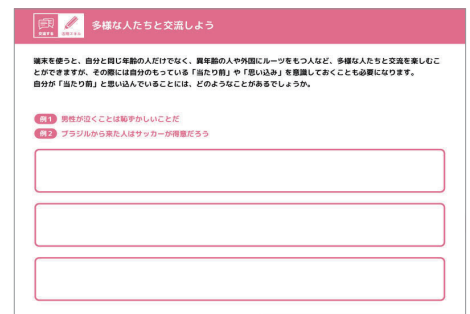 多様な人たちと交流しよう
端末を使うと、自分と同じ年齢の人だけでなく、異年齢の人や外国にルーツをもつ人など、多様な人たちと交流を楽しむこ
とができますが、その際には自分のもっている「当たり前」や「思い込み」を意識しておくことも必要になります。
自分が「当たり前」と思い込んでいることには、どのようなことがあるでしょうか。
例1 男性が泣くことは恥ずかしいことだ
例2 ブラジルから来た人はサッカーが得意だろう